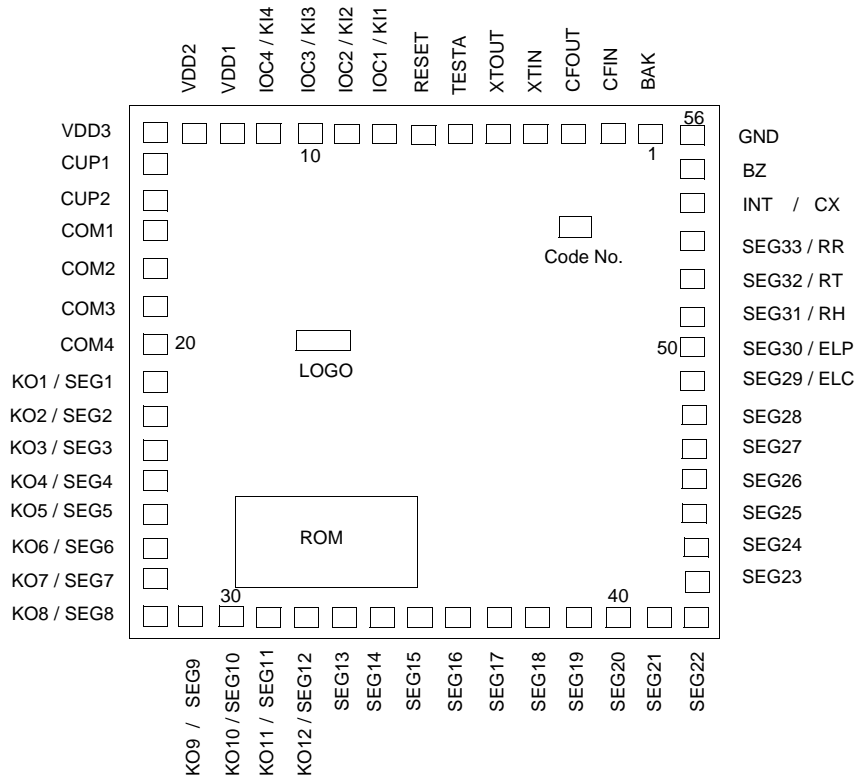 VDD2
VDD1
IOC4 / KI4
IOC3 / KI3
IOC2 / KI2
IOC1 / KI1
RESET
TESTA
XTOUT
XTIN
CFOUT
CFIN
BAK
VDD3
CUP1
CUP2
COM1
COM2
COM3
COM4
KO1 / SEG1
KO2 / SEG2
KO3 / SEG3
KO4 / SEG4
KO5 / SEG5
KO6 / SEG6
KO7 / SEG7
KO8 / SEG8
10
1
56
20
50
30
40
Code No.
LOGO
ROM
GND
BZ
INT / CX
SEG33 / RR
SEG32 / RT
SEG31 / RH
SEG30 / ELP
SEG29 / ELC
SEG28
SEG27
SEG26
SEG25
SEG24
SEG23
KO9 / SEG9
KO10 / SEG10
KO11 / SEG11
KO12 / SEG12
SEG13
SEG14
SEG15
SEG16
SEG17
SEG18
SEG19
SEG20
SEG21
SEG22